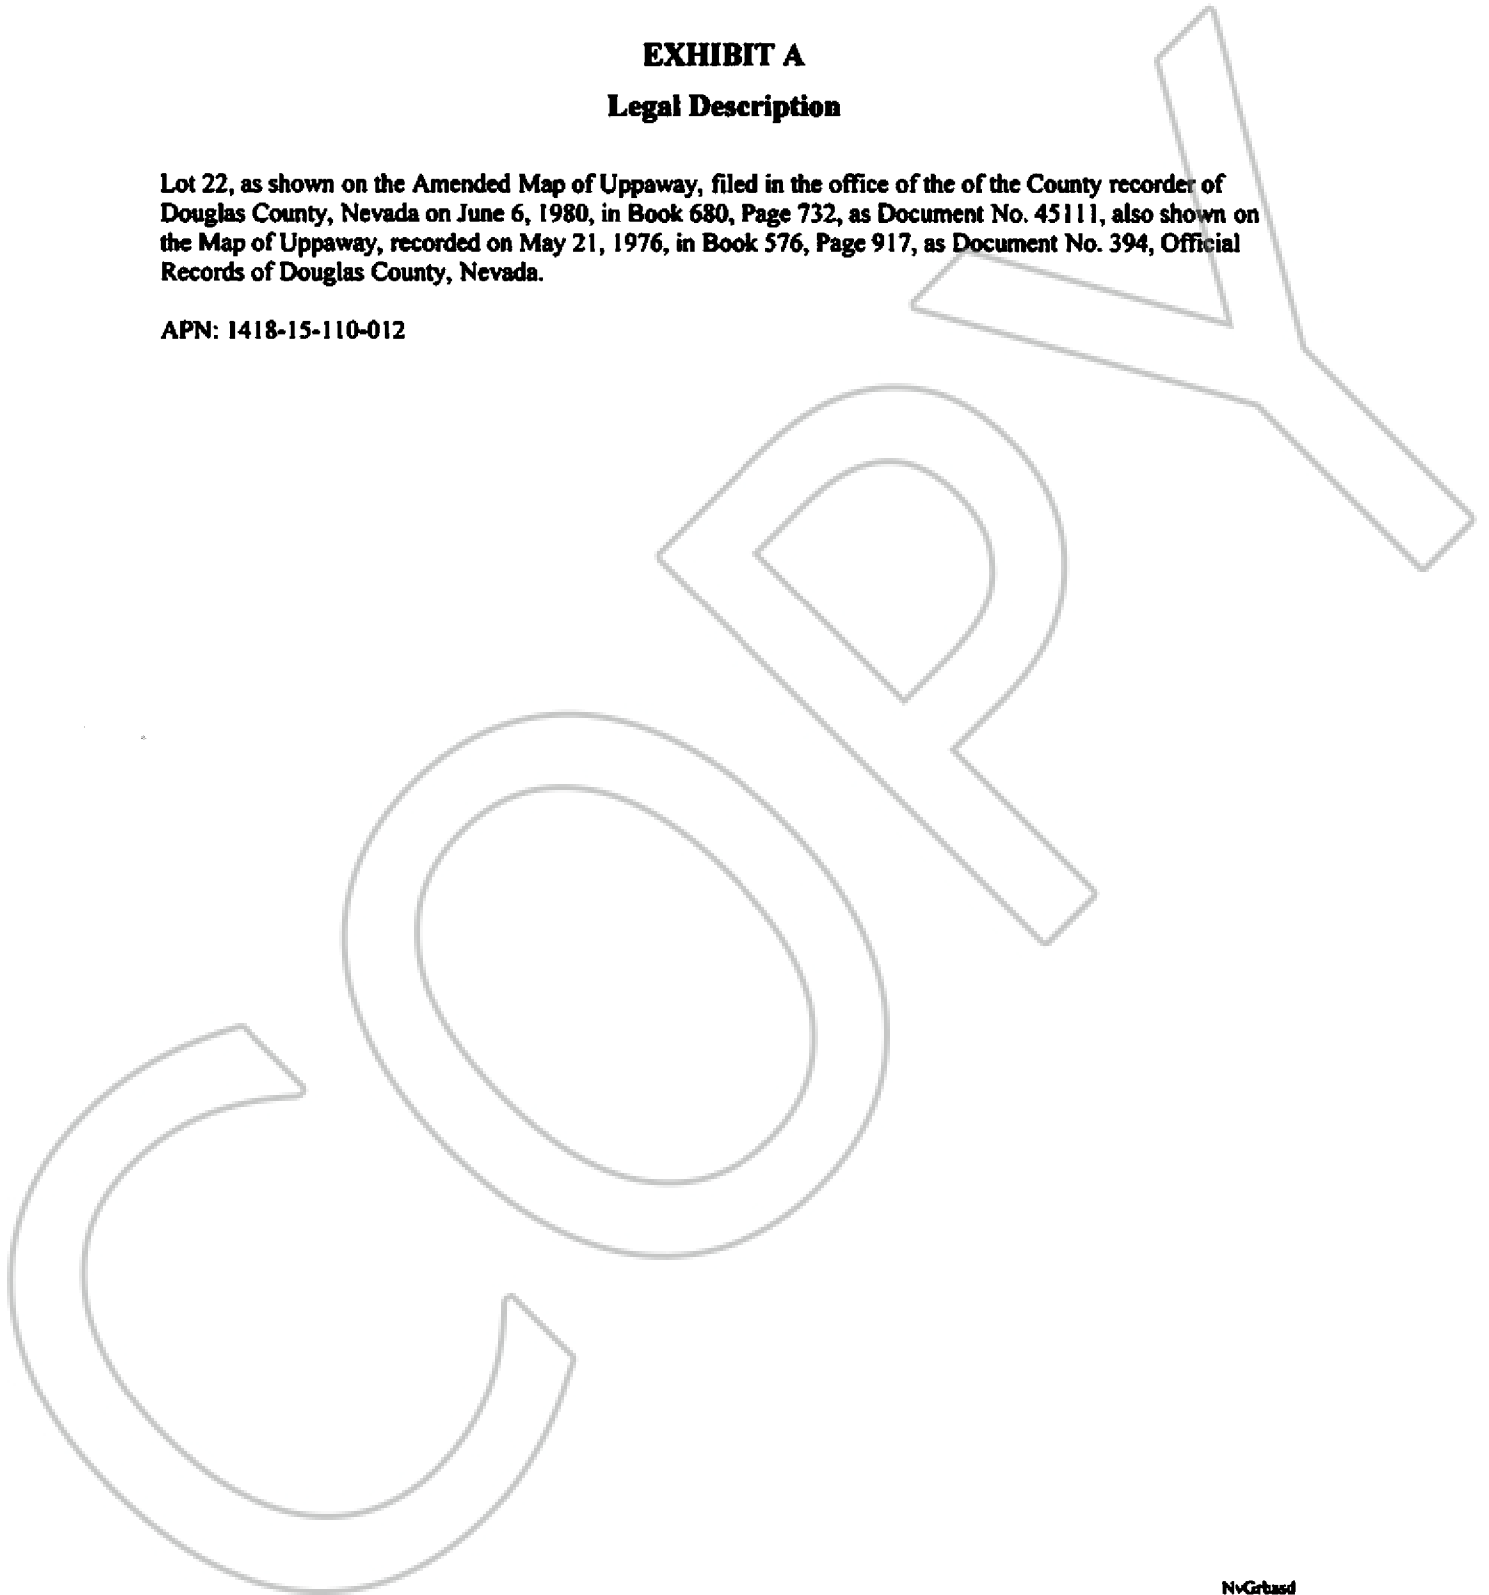 EXHIBIT A
Legal Description
Lot 22, as shown on the Amended Map of Uppaway, filed in the office of the of the County recorder of
Douglas County, Nevada on June 6, 1980, in Book 680, Page 732, as Document No. 45111, also shown on
the Map of Uppaway, recorded on May 21, 1976, in Book 576, Page 917, as Document No. 394, Official
Records of Douglas County, Nevada.
APN: 1418-15-110-012
COPY
NvGrbasd